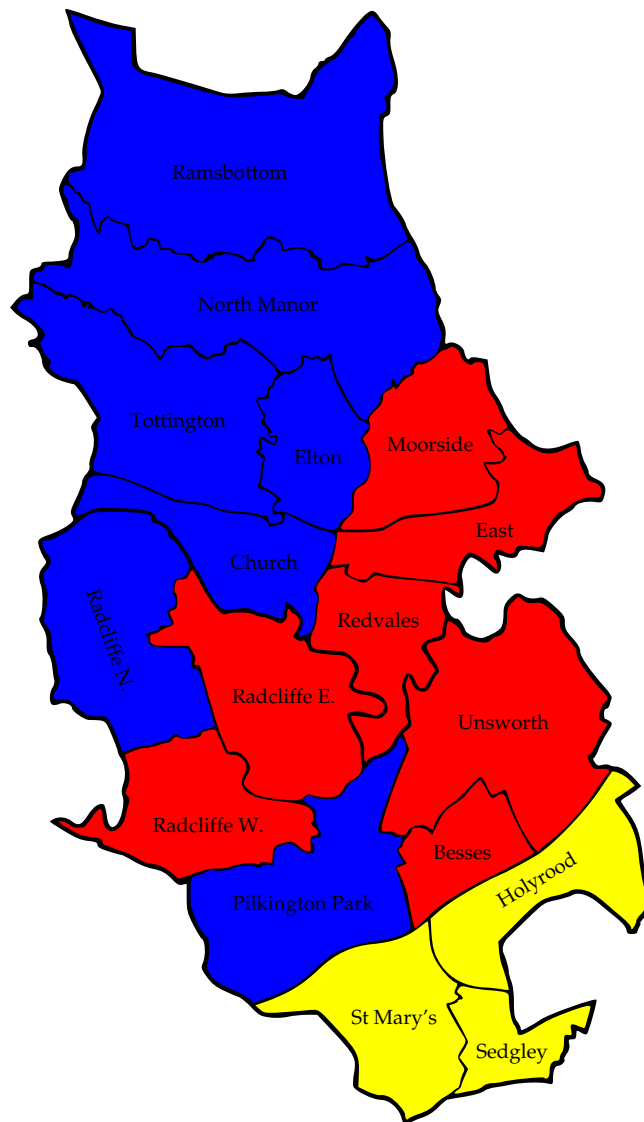 Ramsbottom
North Manor
Tottington
Elton
Moorside
East
Church
Radcliffe N.
Redvales
Radcliffe E.
Unsworth
Radcliffe W.
Besses
Holyrood
Pilkington Park
St Mary's
Sedgley